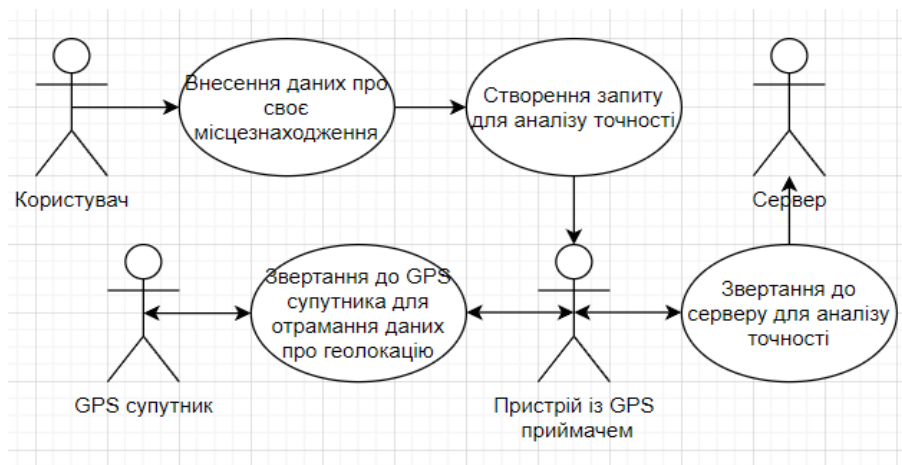 Внесення даних про
своє
місцезнаходження
Створення запиту
для аналізу точності
Користувач
Сервер
Звертання до GPS
супутника для
отрамання даних
про геолокацію
Звертання до
серверу для аналізу
точності
GPS супутник
Пристрій із GPS
приймачем